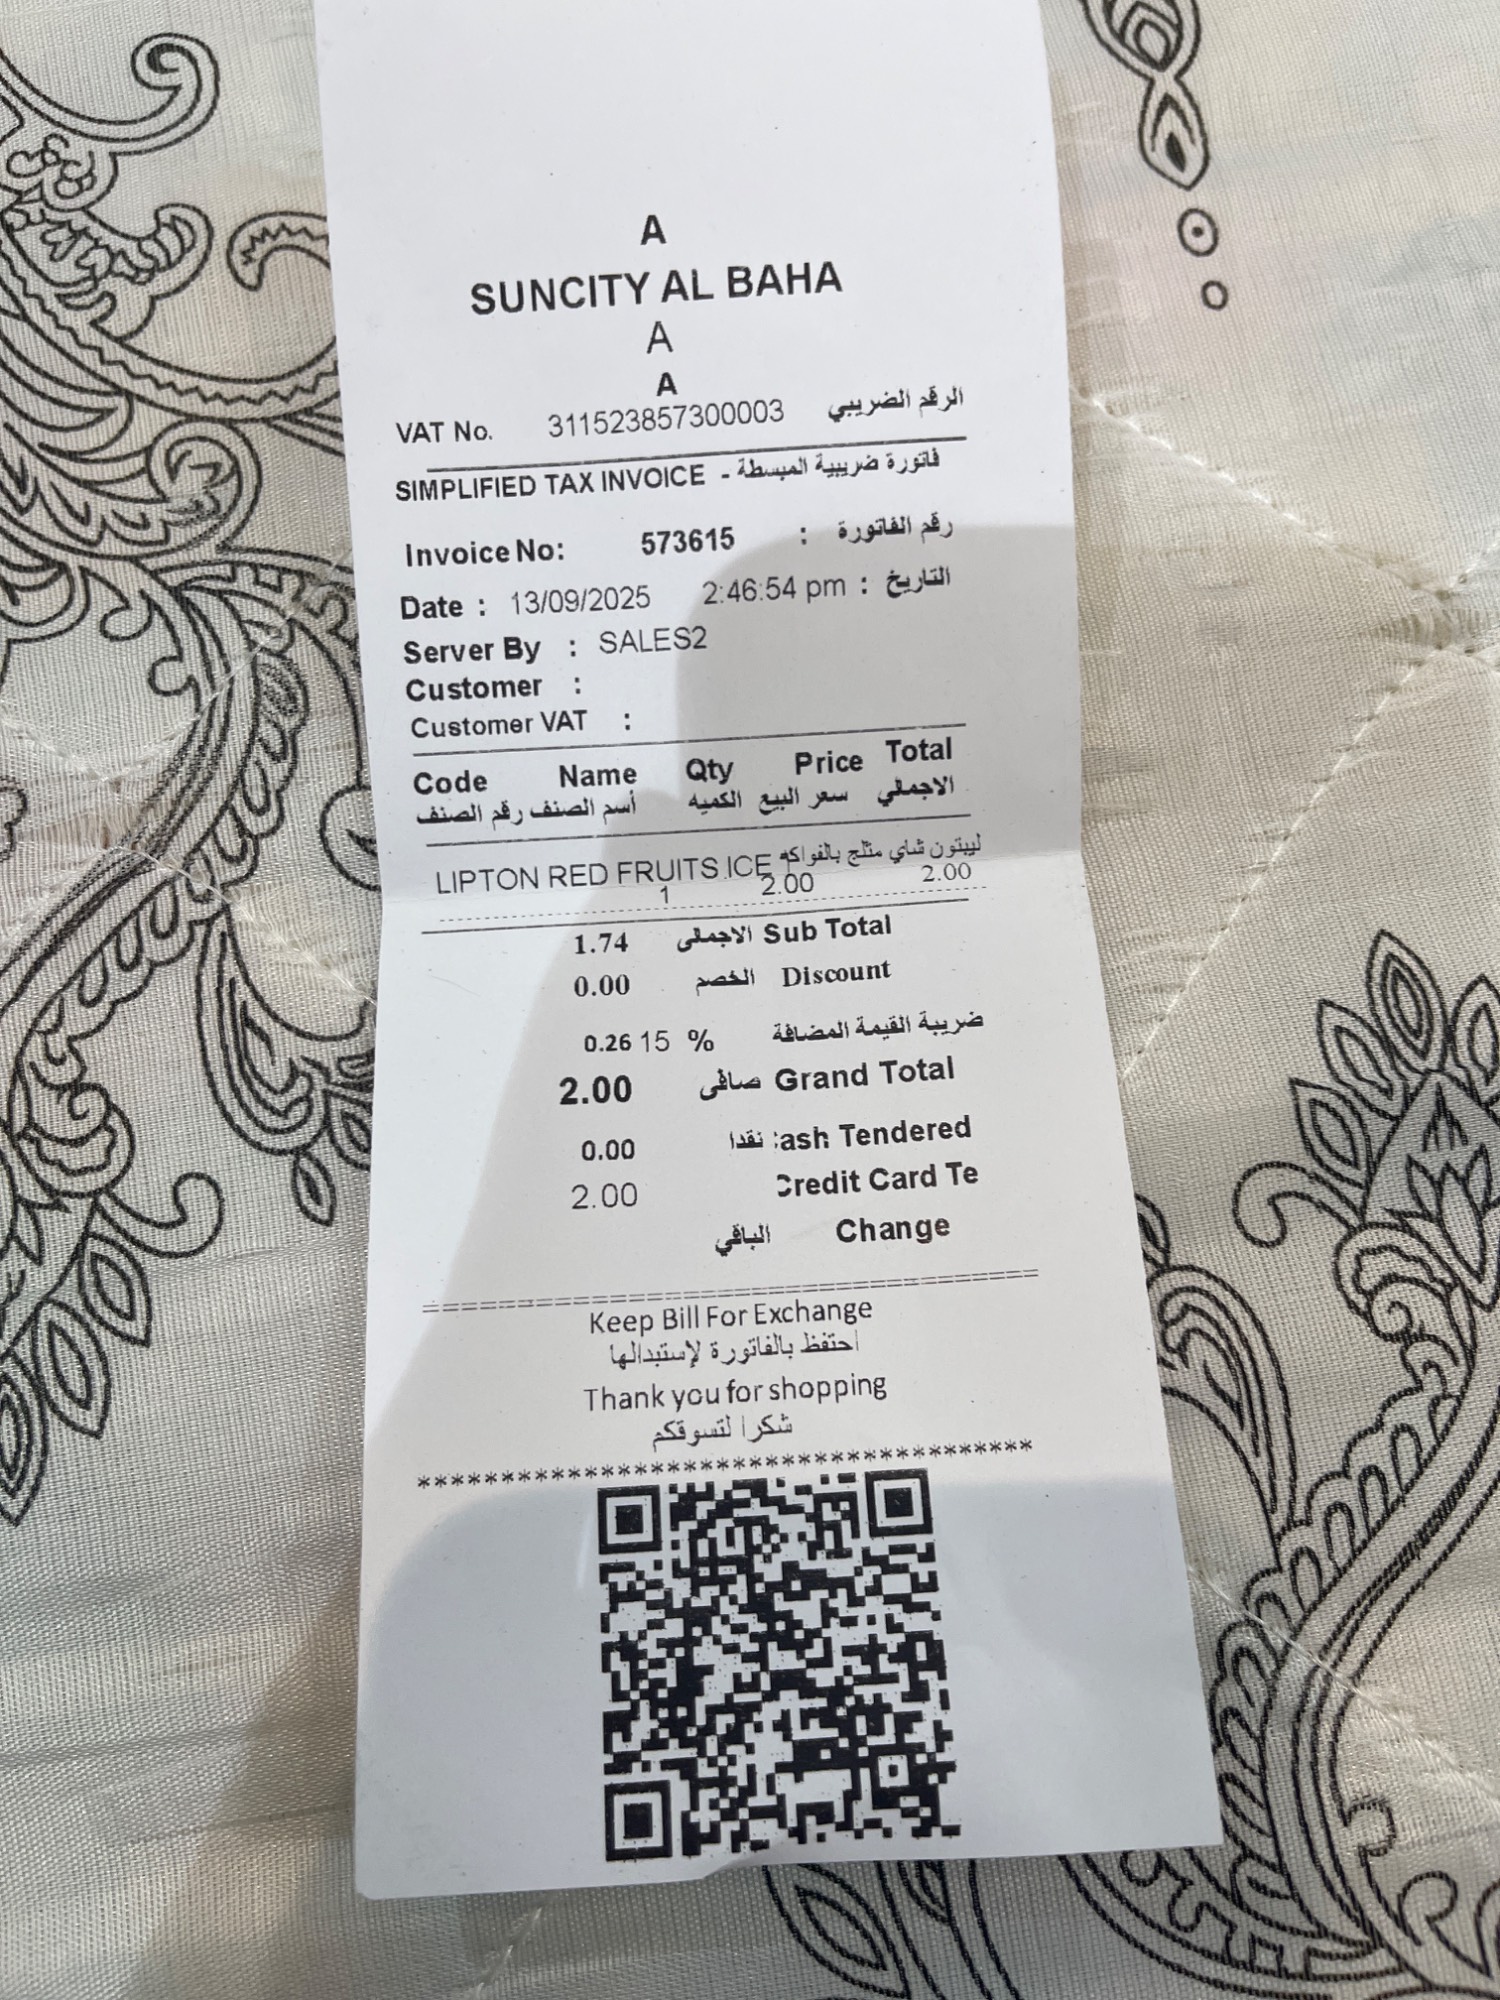 A
SUNCITY AL BAHA
A
A
VAT No. 311523857300003 الرقم الضريبي
SIMPLIFIED TAX INVOICE - فاتورة ضريبية المبسطة
Invoice No: 573615 : رقم الفاتورة
Date : 13/09/2025 2:46:54 pm : التاريخ
Server By : SALES2
Customer :
Customer VAT :
Code Name Qty Price Total
رقم الصنف أسم الصنف الكميه سعر البيع الاجمالي
LIPTON RED FRUITS ICE ليبتون شاي مثلج بالفواكه
1 2.00 2.00
1.74 الاجمالى Sub Total
0.00 الخصم Discount
0.26 15 % ضريبة القيمة المضافة
2.00 صافى Grand Total
0.00 نقدا :ash Tendered
2.00 Credit Card Te
الباقي Change
Keep Bill For Exchange
احتفظ بالفاتورة لإستبدالها
Thank you for shopping
شكرا لتسوقكم
*************************************